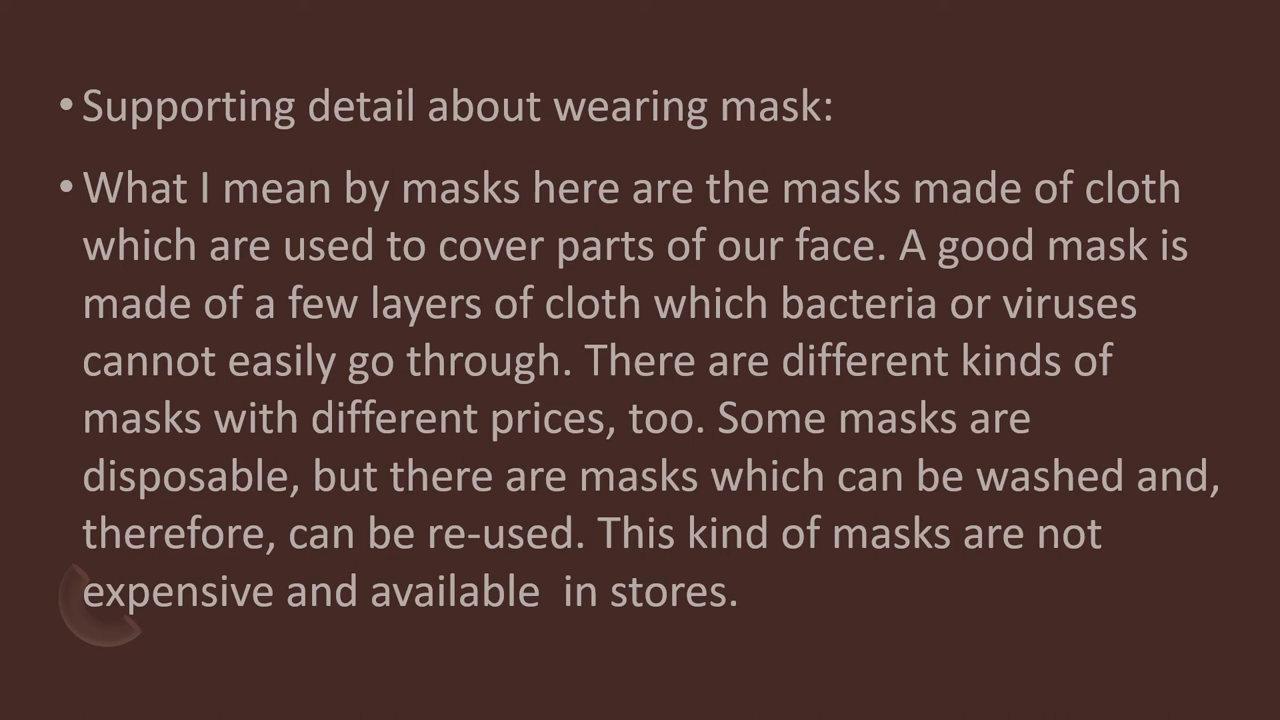 • Supporting detail about wearing mask:
• What I mean by masks here are the masks made of cloth
which are used to cover parts of our face. A good mask is
made of a few layers of cloth which bacteria or viruses
cannot easily go through. There are different kinds of
masks with different prices, too. Some masks are
disposable, but there are masks which can be washed and,
therefore, can be re-used. This kind of masks are not
expensive and available  in stores.